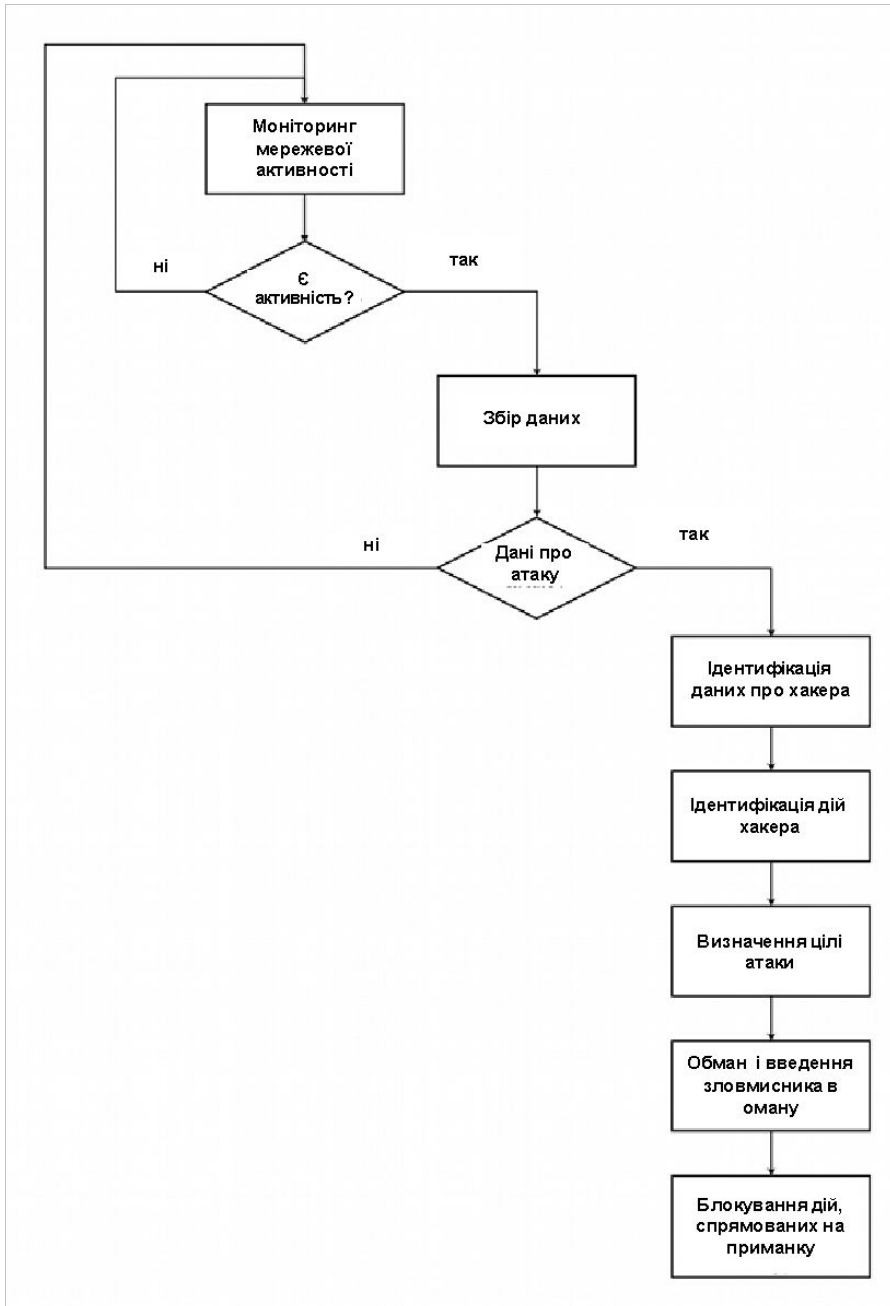 Моніторинг
мережевої
активності
ні
так
Є
активність?
Збір даних
ні
так
Дані про
атаку
Ідентифікація
даних про хакера
Ідентифікація дій
хакера
Визначення цілі
атаки
Обман і введення
зловмисника в
оману
Блокування дій,
спрямованих на
приманку